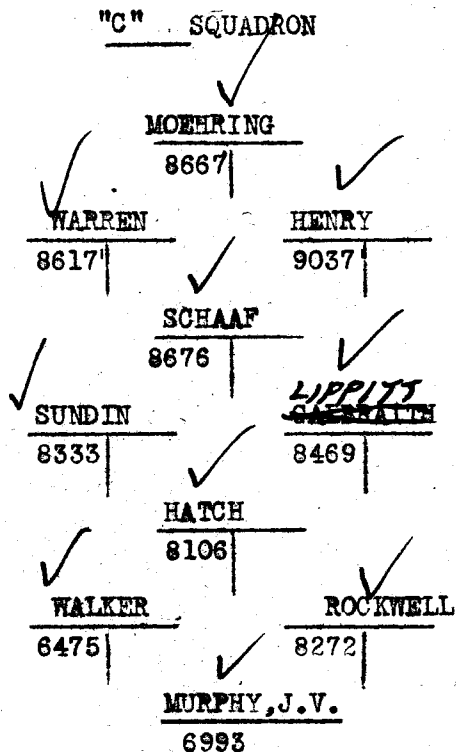 "C" SQUADRON
MOEHRING
8667
WARREN HENRY
8617 9037
SCHAAF
8676
LIPPITT
SUNDIN GALBRAITH
8333 8469
HATCH
8106
WALKER ROCKWELL
6475 8272
MURPHY,J.V.
6993